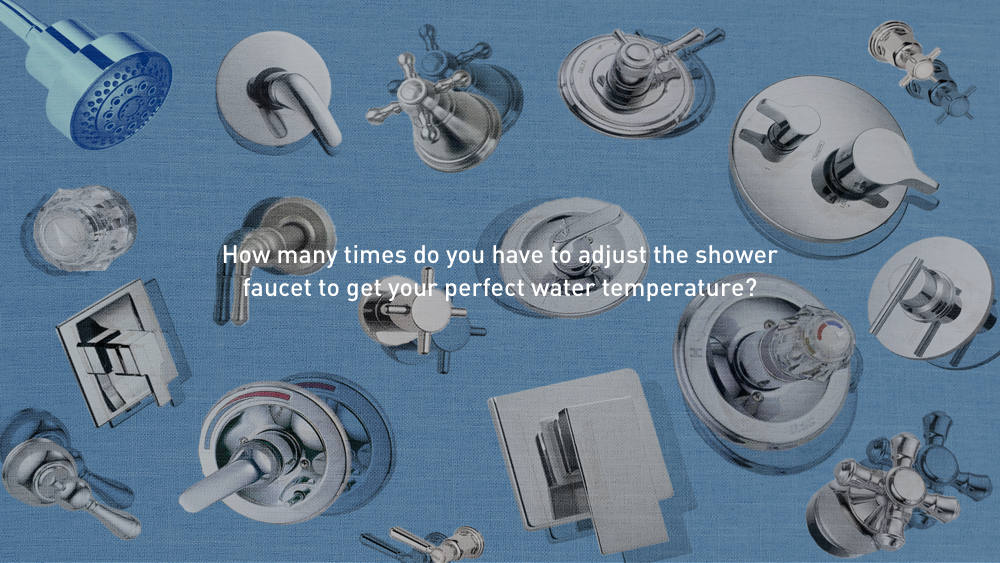 How many times do you have to adjust the shower
faucet to get your perfect water temperature?